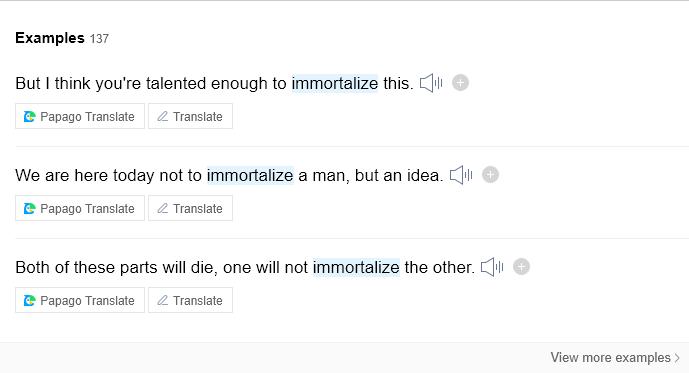 Examples 137
But I think you're talented enough to immortalize this.
Papago Translate Translate
We are here today not to immortalize a man, but an idea.
Papago Translate Translate
Both of these parts will die, one will not immortalize the other.
Papago Translate Translate
View more examples